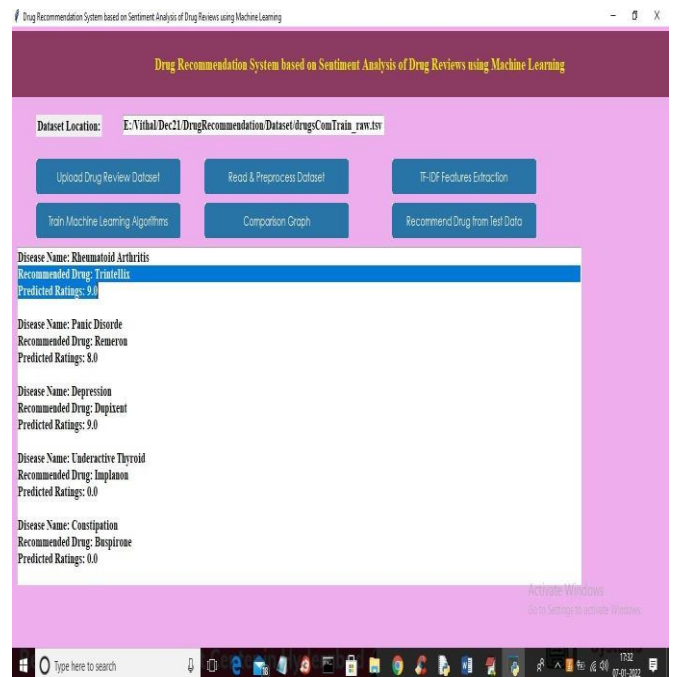 Drug Recommendation System based on Sentiment Analysis of Drug Reviews using Machine Learning
Drug Recommendation System based on Sentiment Analysis of Drug Reviews using Machine Learning
Dataset Location: E:/Vithal/Dec21/DrugRecommendation/Dataset/drugsComTrain_raw.tsv
Upload Drug Review Dataset Read & Preprocess Dataset TF-IDF Features Extraction
Train Machine Learning Algorithms Comparison Graph Recommend Drug from Test Data
Disease Name: Rheumatoid Arthritis
Recommended Drug: Trintellix
Predicted Ratings: 9.0
Disease Name: Panic Disorde
Recommended Drug: Remeron
Predicted Ratings: 8.0
Disease Name: Depression
Recommended Drug: Dupixent
Predicted Ratings: 9.0
Disease Name: Underactive Thyroid
Recommended Drug: Implanon
Predicted Ratings: 0.0
Disease Name: Constipation
Recommended Drug: Buspirone
Predicted Ratings: 0.0
Activate Windows
Go to Settings to activate Windows.
Type here to search
17:32
07-01-2022